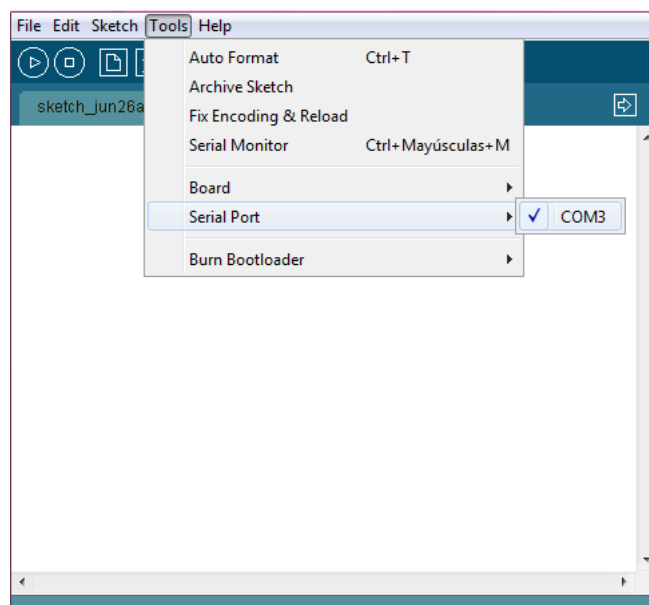 File Edit Sketch Tools Help
sketch_jun26a
Auto Format Ctrl+T
Archive Sketch
Fix Encoding & Reload
Serial Monitor Ctrl+Mayúsculas+M
Board
Serial Port
COM3
Burn Bootloader